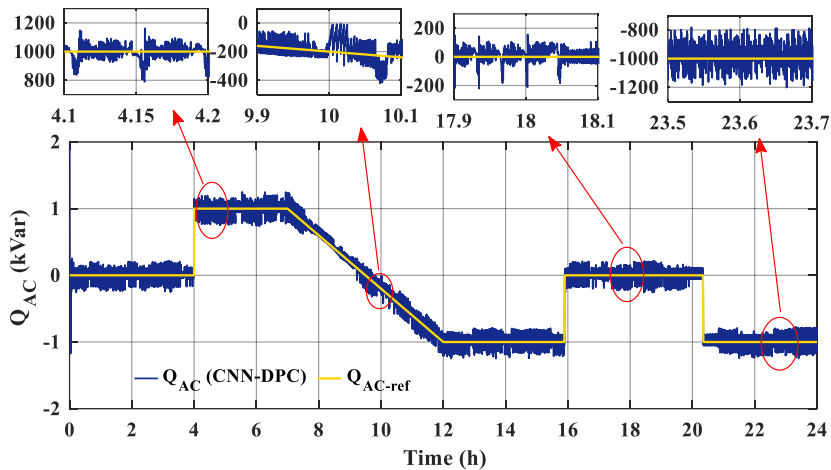 1200
1000
800
4.1 4.15 4.2
0
-200
-400
9.9 10 10.1
200
0
-200
17.9 18 18.1
-800
-1000
-1200
23.5 23.6 23.7
2
1
0
-1
-2
Q_AC (kVar)
Q_AC (CNN-DPC) Q_AC-ref
0 2 4 6 8 10 12 14 16 18 20 22 24
Time (h)